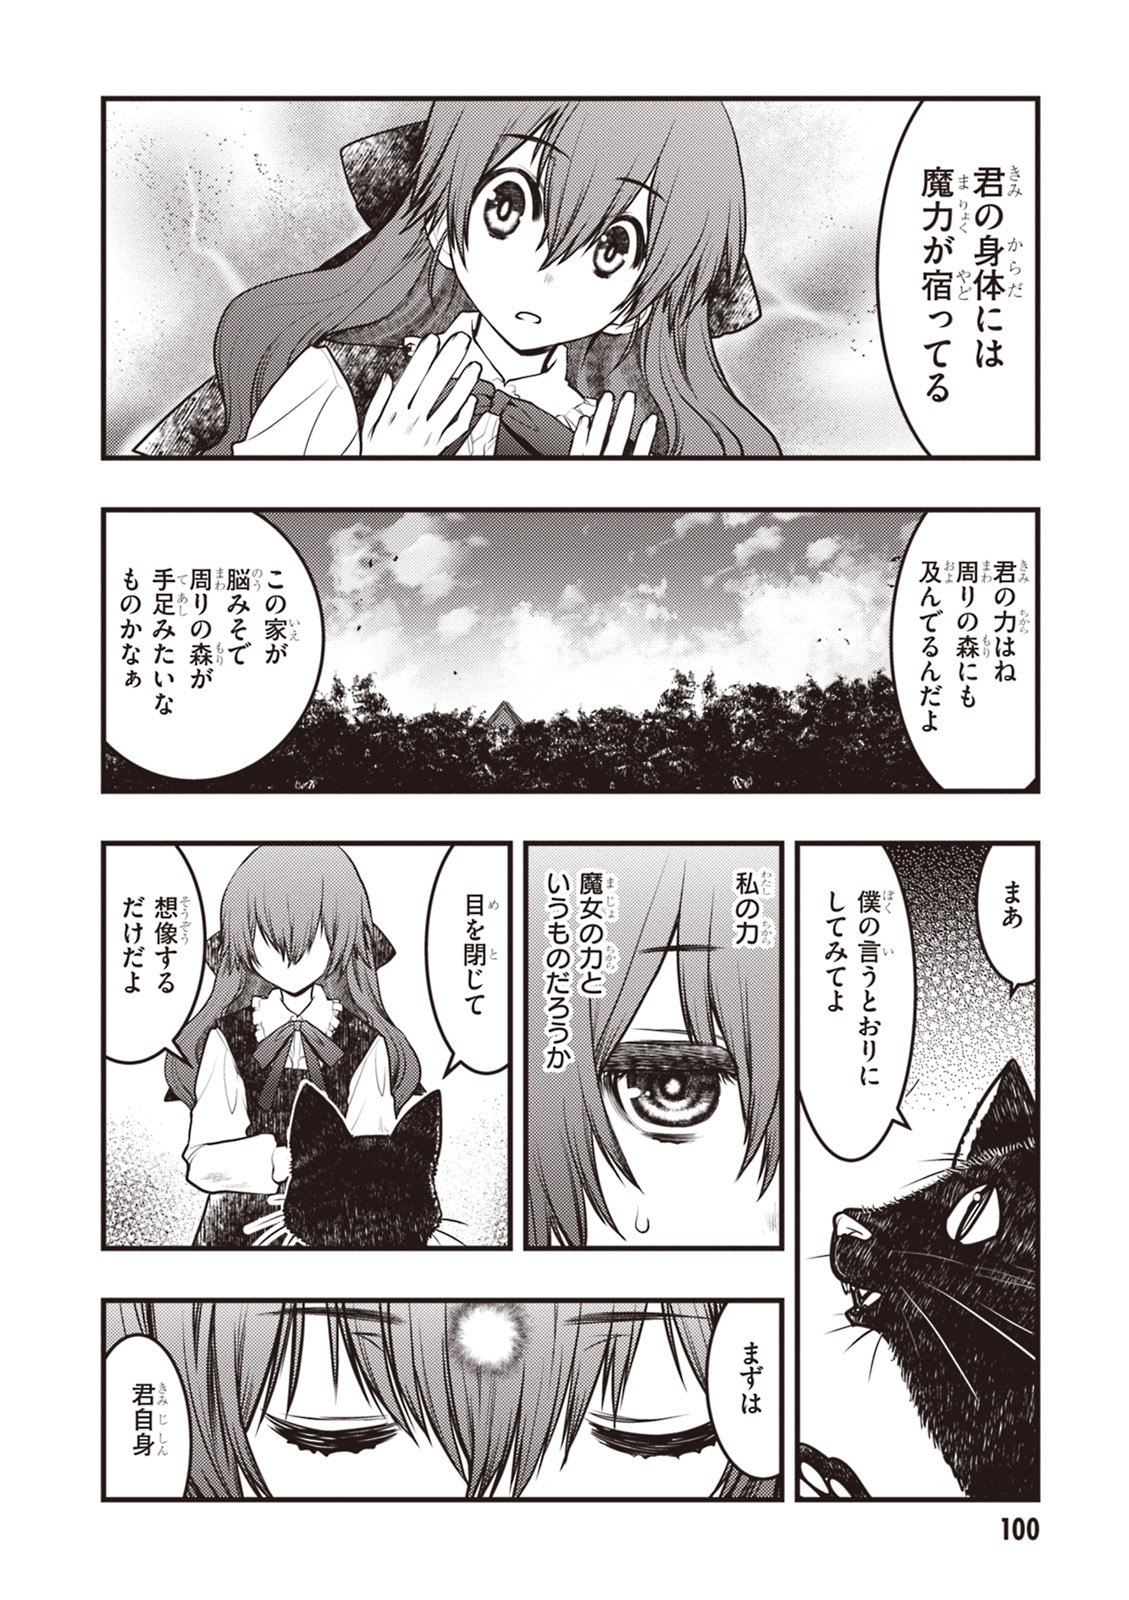 君の身体には
魔力が宿ってる
君の力はね
周りの森にも
及んでるんだよ
この家が
脳みそで
周りの森が
手足みたいな
ものかなぁ
まあ
僕の言うとおりに
してみてよ
私の力
魔女の力と
いうものだろうか
目を閉じて
想像する
だけだよ
まずは
君自身
100